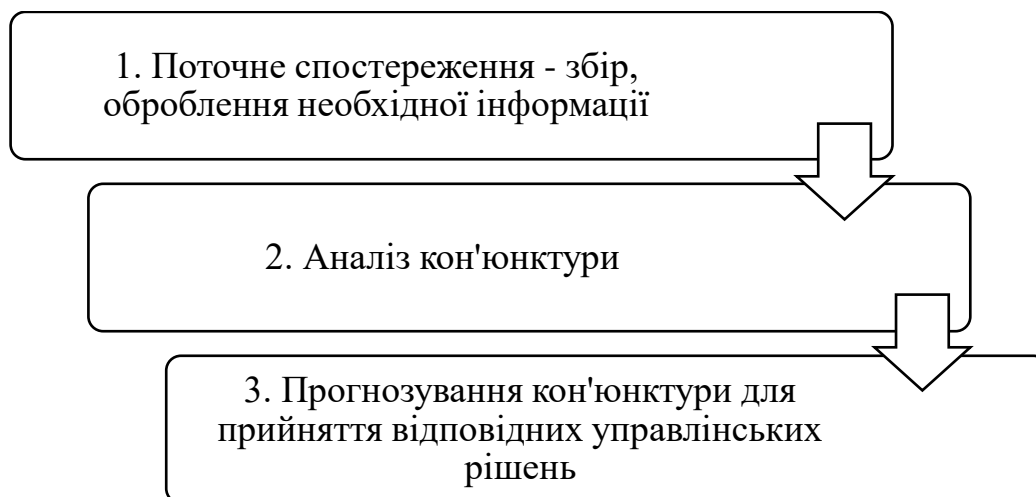 1. Поточне спостереження - збір,
оброблення необхідної інформації
2. Аналіз кон'юнктури
3. Прогнозування кон'юнктури для
прийняття відповідних управлінських
рішень